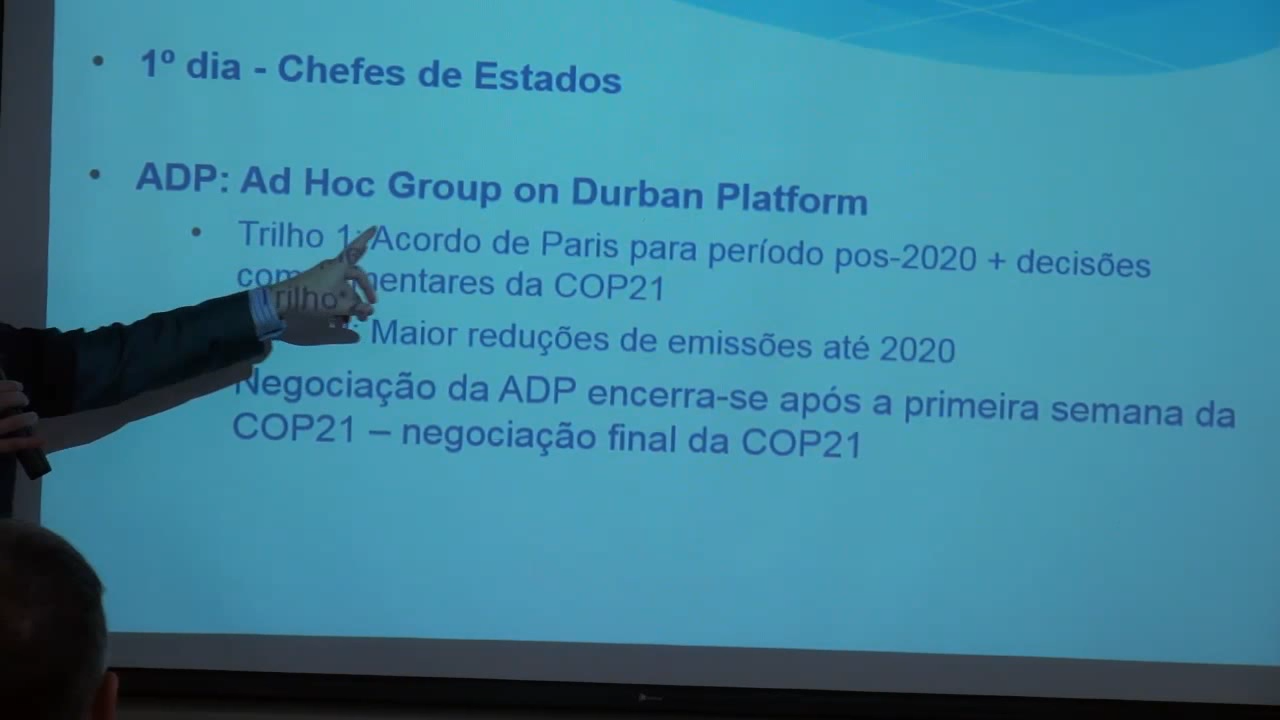 1º dia - Chefes de Estados
ADP: Ad Hoc Group on Durban Platform
Trilho 1: Acordo de Paris para período pos-2020 + decisões
da COP21
Trilho Maior reduções de emissões até 2020
Negociação da ADP encerra-se após a primeira semana da
COP21 – negociação final da COP21